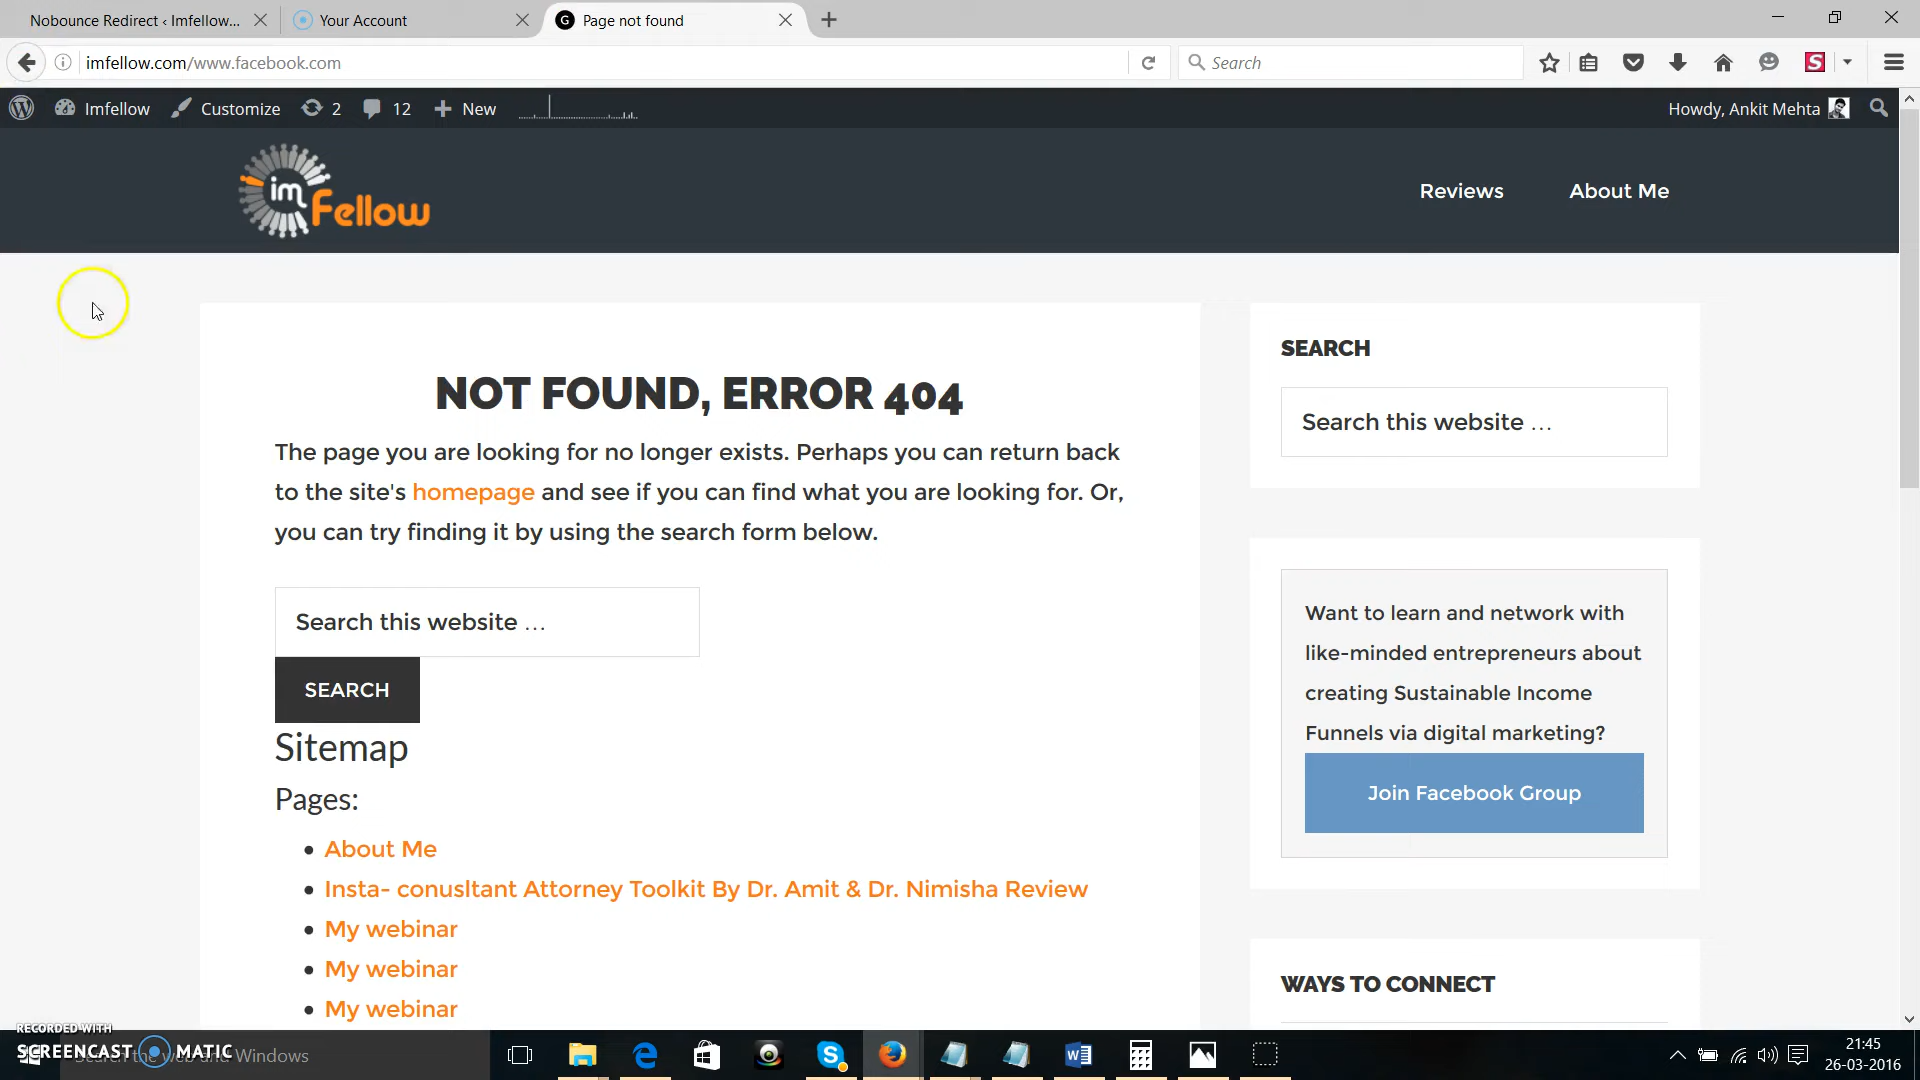 Nobounce Redirect ‹ Imfellow...
Your Account
G Page not found
imfellow.com/www.facebook.com
Search
S
Imfellow
Customize
2
12
New
Howdy, Ankit Mehta
im
Fellow
Reviews
About Me
NOT FOUND, ERROR 404
The page you are looking for no longer exists. Perhaps you can return back
to the site's homepage and see if you can find what you are looking for. Or,
you can try finding it by using the search form below.
Search this website …
SEARCH
Sitemap
Pages:
About Me
Insta- conusltant Attorney Toolkit By Dr. Amit & Dr. Nimisha Review
My webinar
My webinar
My webinar
SEARCH
Search this website …
Want to learn and network with
like-minded entrepreneurs about
creating Sustainable Income
Funnels via digital marketing?
Join Facebook Group
WAYS TO CONNECT
RECORDED WITH
SCREENCAST MATIC
Search the web and Windows
21:45
26-03-2016